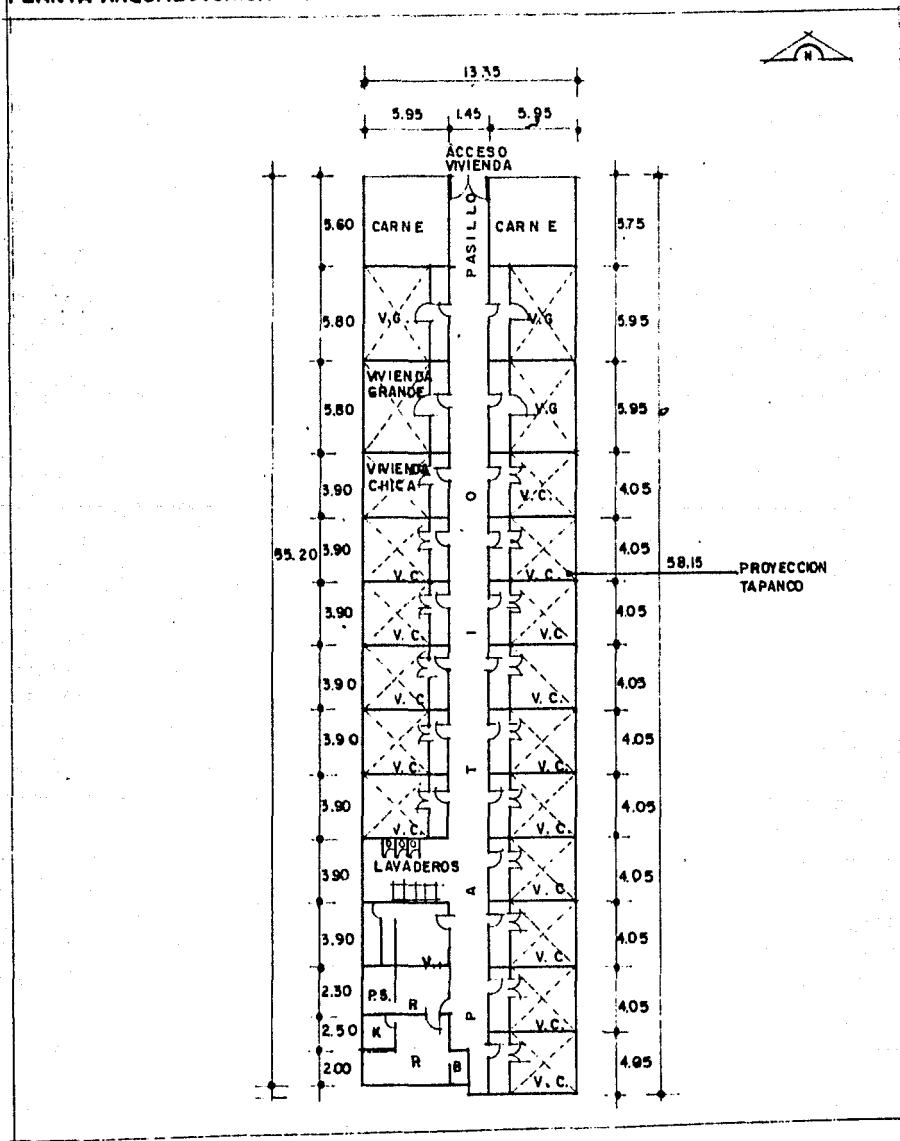 N
13.35
5.95 1.45 5.95
ACCESO
VIVIENDA
PASILLO
5.60 CARNE CARNE 5.75
5.80 V.G. V.G 5.95
VIVIENDA
GRANDE
5.80 V.G 5.95
VIVIENDA
CHICA
3.90 V.C. 4.05
55.20 3.90 V.C. V.C. 4.05 58.15 PROYECCION
TAPANCO
3.90 V.C. V.C 4.05
3.90 V.C V.C. 4.05
3.90 V.C. V.C. 4.05
3.90 V.C. V.C. 4.05
LAVADEROS
3.90 V.C 4.05
3.90 V. V.C 4.05
2.30 P.S. R V.C. 4.05
2.50 K
2.00 R B V.C. 4.05
PATIO